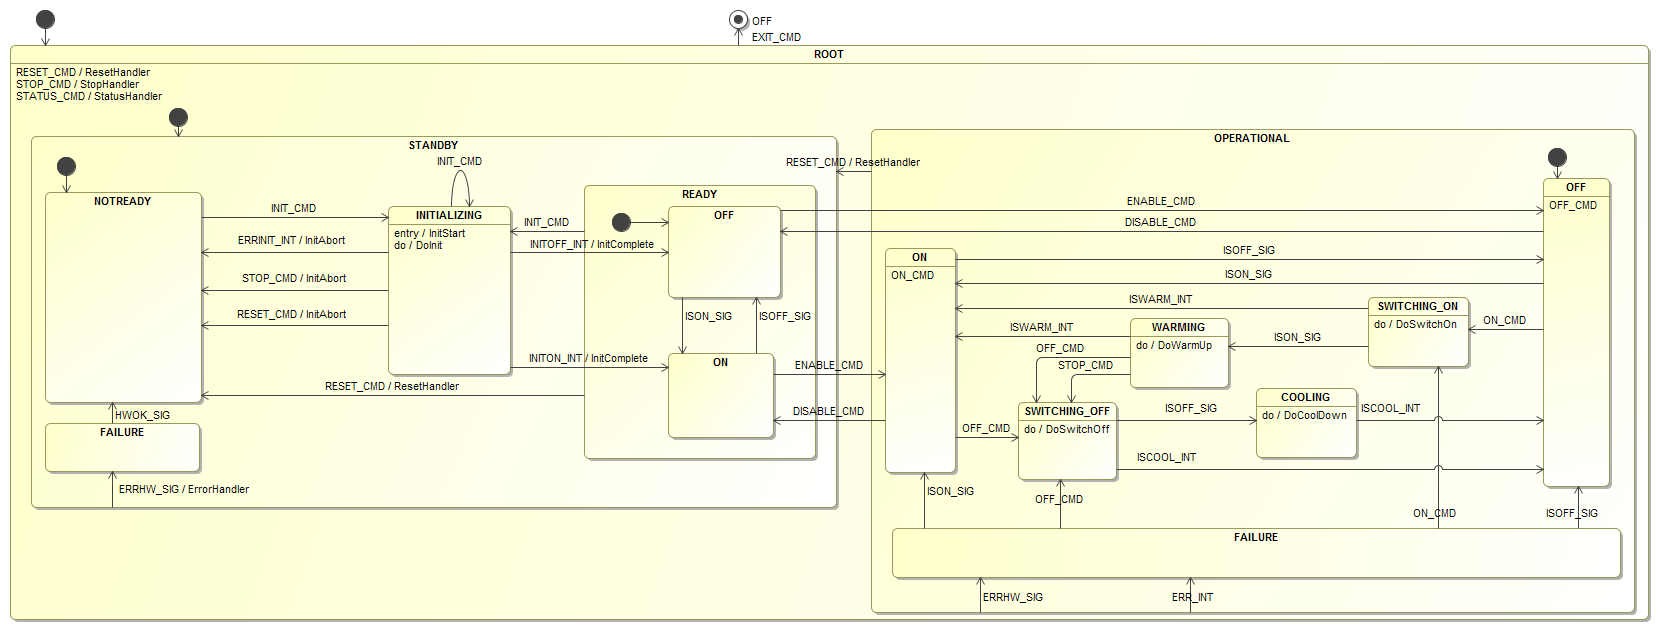 OFF
EXIT_CMD
ROOT
RESET_CMD / ResetHandler
STOP_CMD / StopHandler
STATUS_CMD / StatusHandler
STANDBY
INIT_CMD
NOTREADY
INIT_CMD
ERRINIT_INT / InitAbort
STOP_CMD / InitAbort
RESET_CMD / InitAbort
INITIALIZING
entry / InitStart
do / DoInit
READY
INIT_CMD
OFF
INITOFF_INT / InitComplete
ISON_SIG
ISOFF_SIG
INITON_INT / InitComplete
ON
RESET_CMD / ResetHandler
HWOK_SIG
FAILURE
ERRHW_SIG / ErrorHandler
RESET_CMD / ResetHandler
ENABLE_CMD
DISABLE_CMD
OPERATIONAL
ENABLE_CMD
DISABLE_CMD
OFF
OFF_CMD
ON
ON_CMD
ISOFF_SIG
ISON_SIG
ISWARM_INT
SWITCHING_ON
do / DoSwitchOn
ON_CMD
ISWARM_INT
WARMING
do / DoWarmUp
ISON_SIG
OFF_CMD
STOP_CMD
SWITCHING_OFF
do / DoSwitchOff
OFF_CMD
ISOFF_SIG
COOLING
do / DoCoolDown
ISCOOL_INT
ISCOOL_INT
ISON_SIG
OFF_CMD
ON_CMD
ISOFF_SIG
FAILURE
ERRHW_SIG
ERR_INT